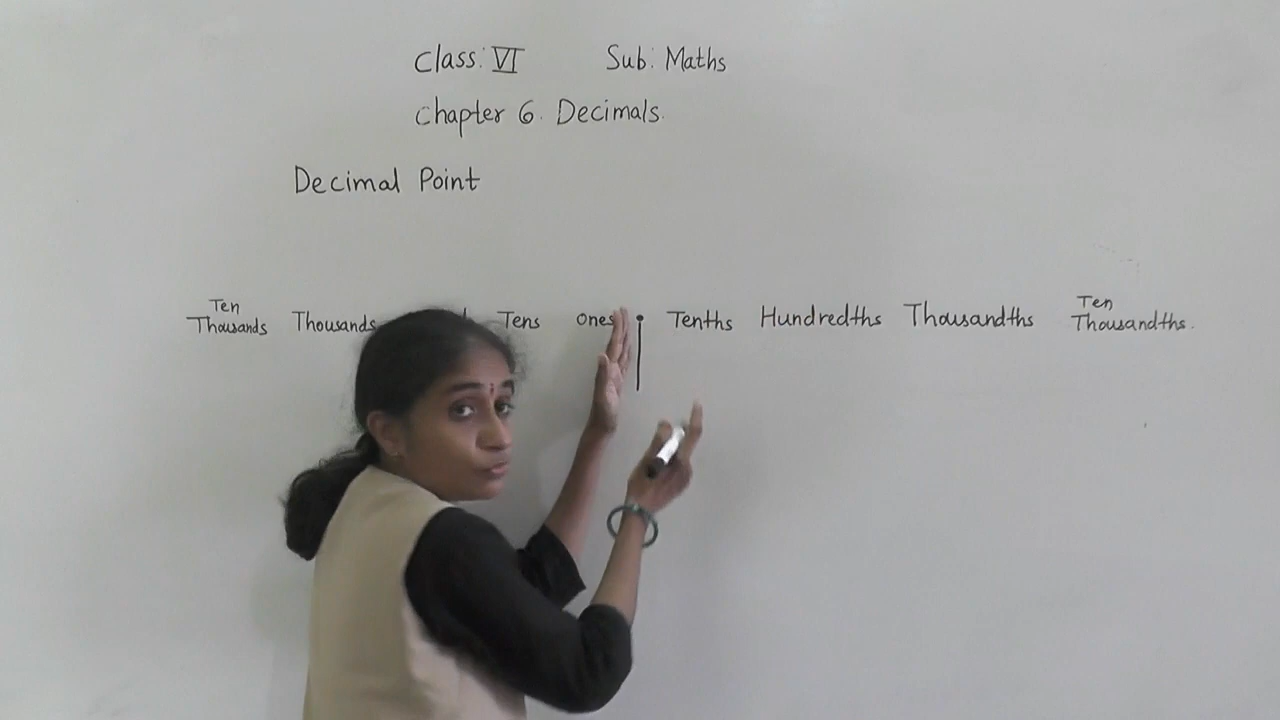 Class: VI Sub: Maths
Chapter 6. Decimals.
Decimal Point
Ten Thousands Thousands Tens Ones . Tenths Hundredths Thousandths Ten Thousandths.